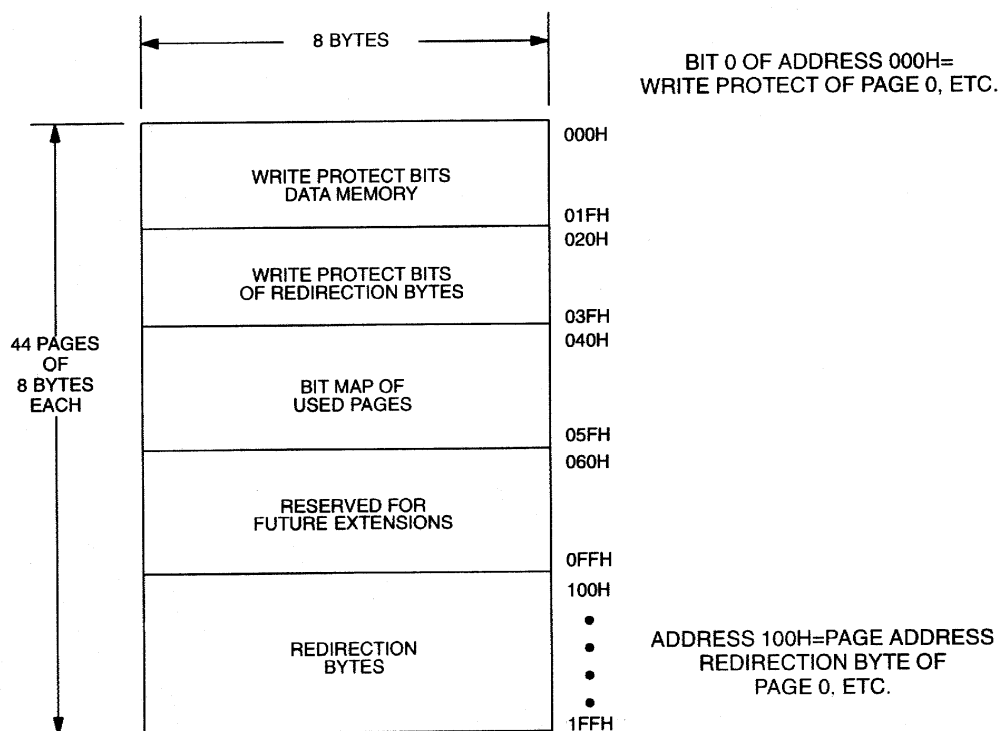 8 BYTES
BIT 0 OF ADDRESS 000H=
WRITE PROTECT OF PAGE 0, ETC.
000H
WRITE PROTECT BITS
DATA MEMORY
01FH
020H
WRITE PROTECT BITS
OF REDIRECTION BYTES
03FH
44 PAGES
OF
8 BYTES
EACH
040H
BIT MAP OF
USED PAGES
05FH
060H
RESERVED FOR
FUTURE EXTENSIONS
0FFH
100H
REDIRECTION
BYTES
ADDRESS 100H=PAGE ADDRESS
REDIRECTION BYTE OF
PAGE 0, ETC.
1FFH